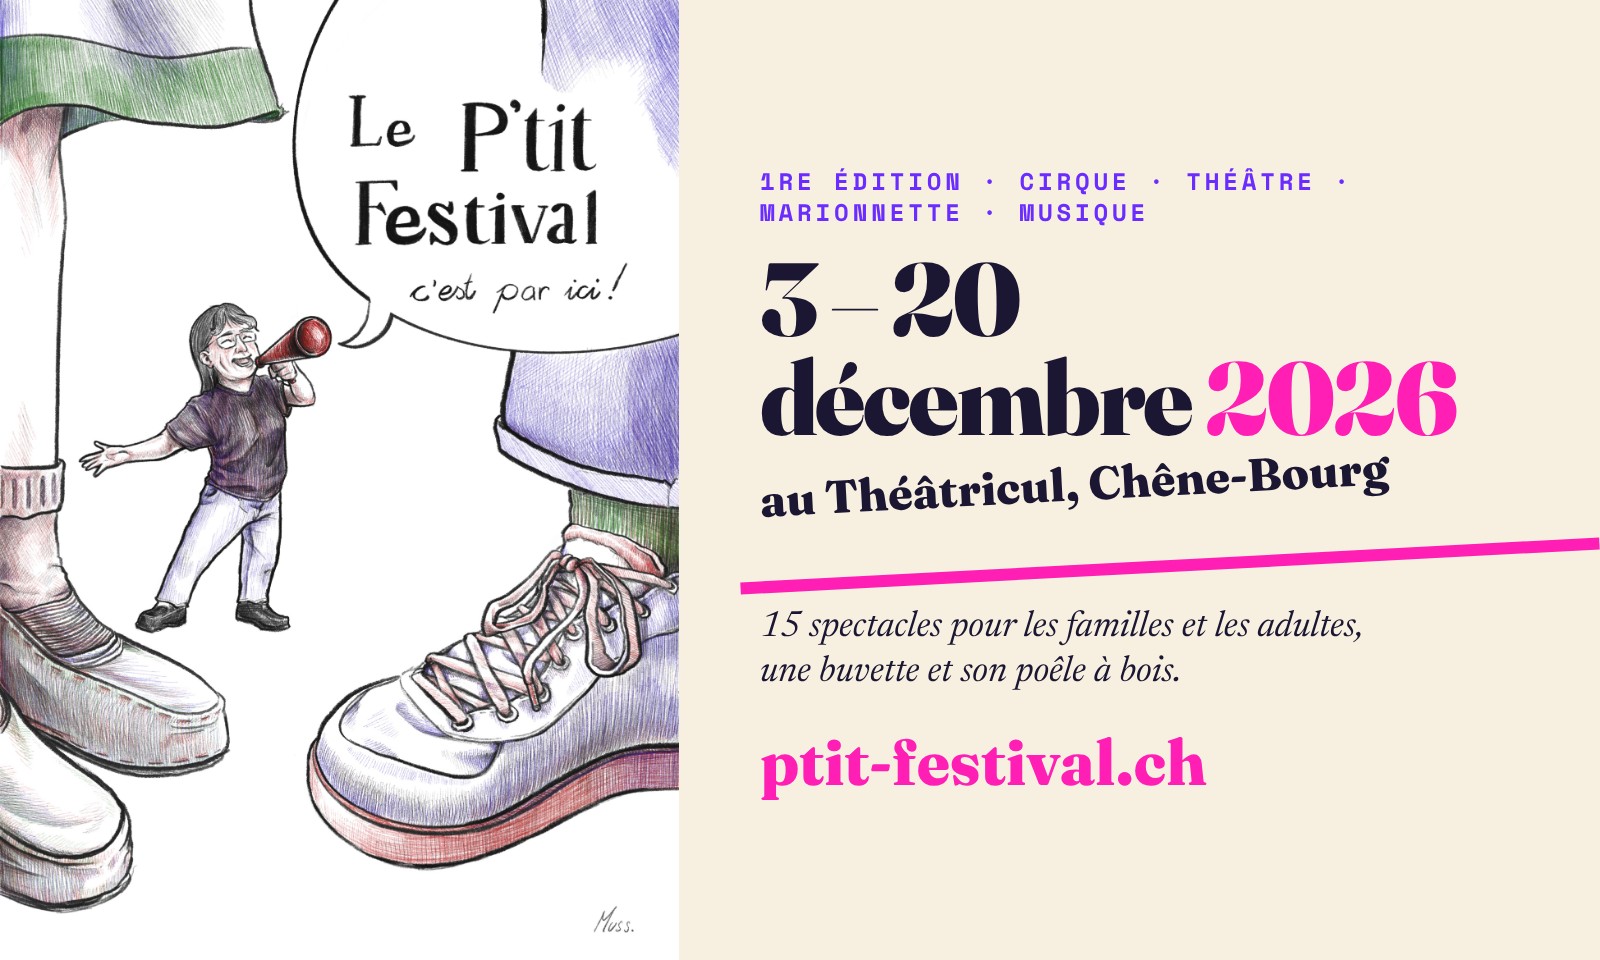 Le P'tit
Festival
c'est par ici !
Muss.
1RE ÉDITION · CIRQUE · THÉÂTRE ·
MARIONNETTE · MUSIQUE
3 – 20
décembre 2026
au Théâtricul, Chêne-Bourg
15 spectacles pour les familles et les adultes,
une buvette et son poêle à bois.
ptit-festival.ch